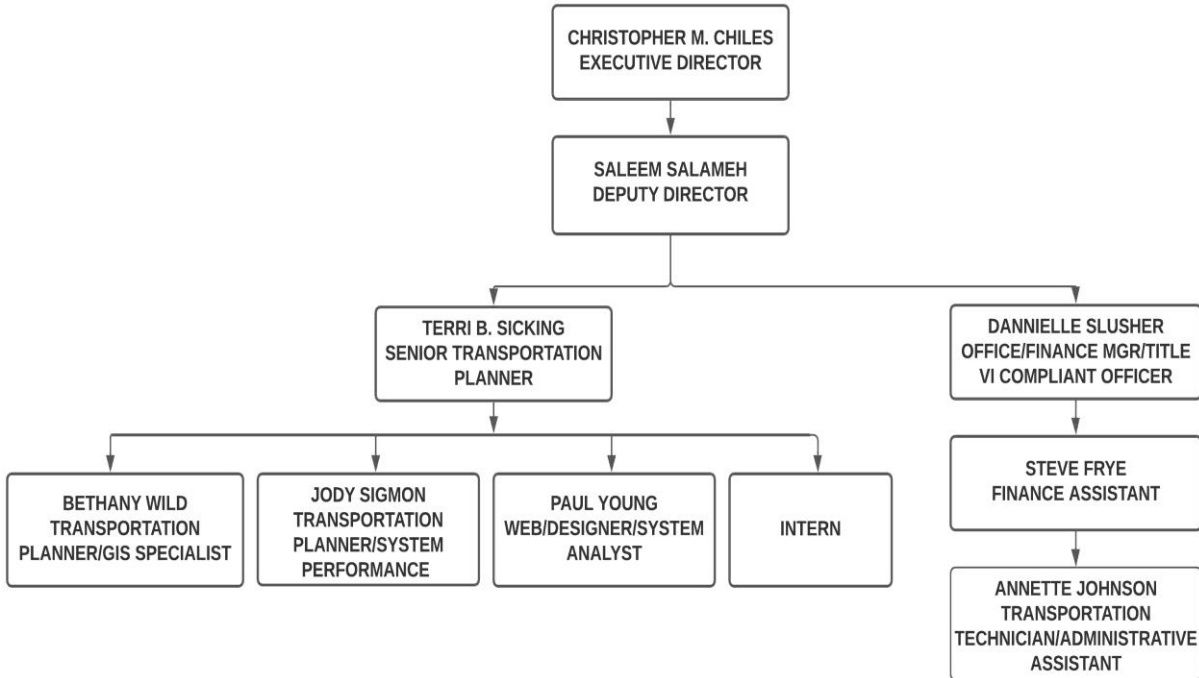 CHRISTOPHER M. CHILES
EXECUTIVE DIRECTOR
SALEEM SALAMEH
DEPUTY DIRECTOR
TERRI B. SICKING
SENIOR TRANSPORTATION
PLANNER
DANNIELLE SLUSHER
OFFICE/FINANCE MGR/TITLE
VI COMPLIANT OFFICER
BETHANY WILD
TRANSPORTATION
PLANNER/GIS SPECIALIST
JODY SIGMON
TRANSPORTATION
PLANNER/SYSTEM
PERFORMANCE
PAUL YOUNG
WEB/DESIGNER/SYSTEM
ANALYST
INTERN
STEVE FRYE
FINANCE ASSISTANT
ANNETTE JOHNSON
TRANSPORTATION
TECHNICIAN/ADMINISTRATIVE
ASSISTANT